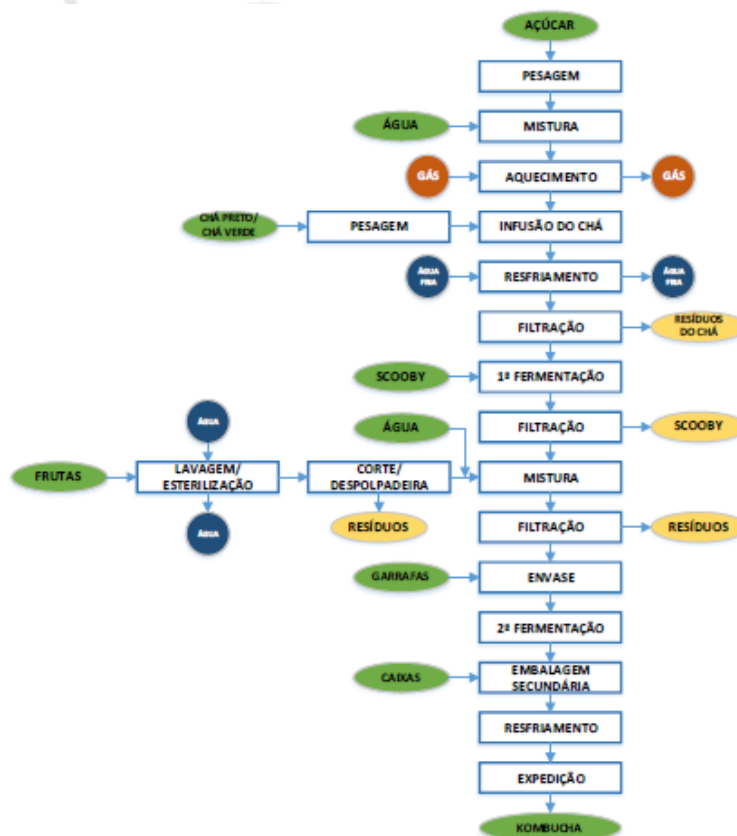 AÇÚCAR
PESAGEM
ÁGUA
MISTURA
GÁS
AQUECIMENTO
GÁS
CHÁ PRETO/
CHÁ VERDE
PESAGEM
INFUSÃO DO CHÁ
ÁGUA
FRIA
RESFRIAMENTO
ÁGUA
FRIA
FILTRAÇÃO
RESÍDUOS
DO CHÁ
SCOOBY
1ª FERMENTAÇÃO
ÁGUA
FILTRAÇÃO
SCOOBY
ÁGUA
FRUTAS
LAVAGEM/
ESTERILIZAÇÃO
CORTE/
DESPOLPADEIRA
MISTURA
ÁGUA
RESÍDUOS
FILTRAÇÃO
RESÍDUOS
GARRAFAS
ENVASE
2ª FERMENTAÇÃO
CAIXAS
EMBALAGEM
SECUNDÁRIA
RESFRIAMENTO
EXPEDIÇÃO
KOMBUCHA